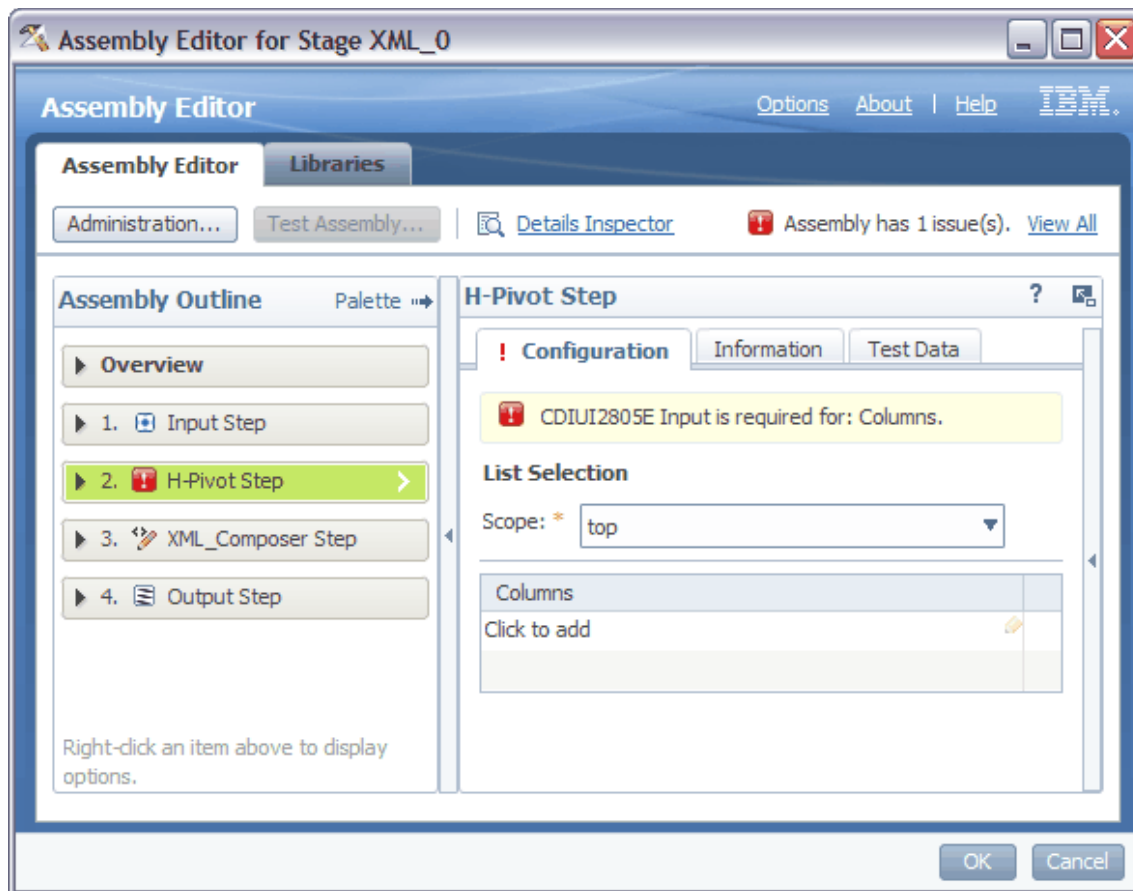 Assembly Editor for Stage XML_0
Assembly Editor
Options About | Help IBM.
Assembly Editor Libraries
Administration... Test Assembly... Details Inspector Assembly has 1 issue(s). View All
Assembly Outline Palette
Overview
1. Input Step
2. H-Pivot Step
3. XML_Composer Step
4. Output Step
Right-click an item above to display
options.
H-Pivot Step ?
! Configuration Information Test Data
CDIUI2805E Input is required for: Columns.
List Selection
Scope: * top
Columns
Click to add
OK Cancel